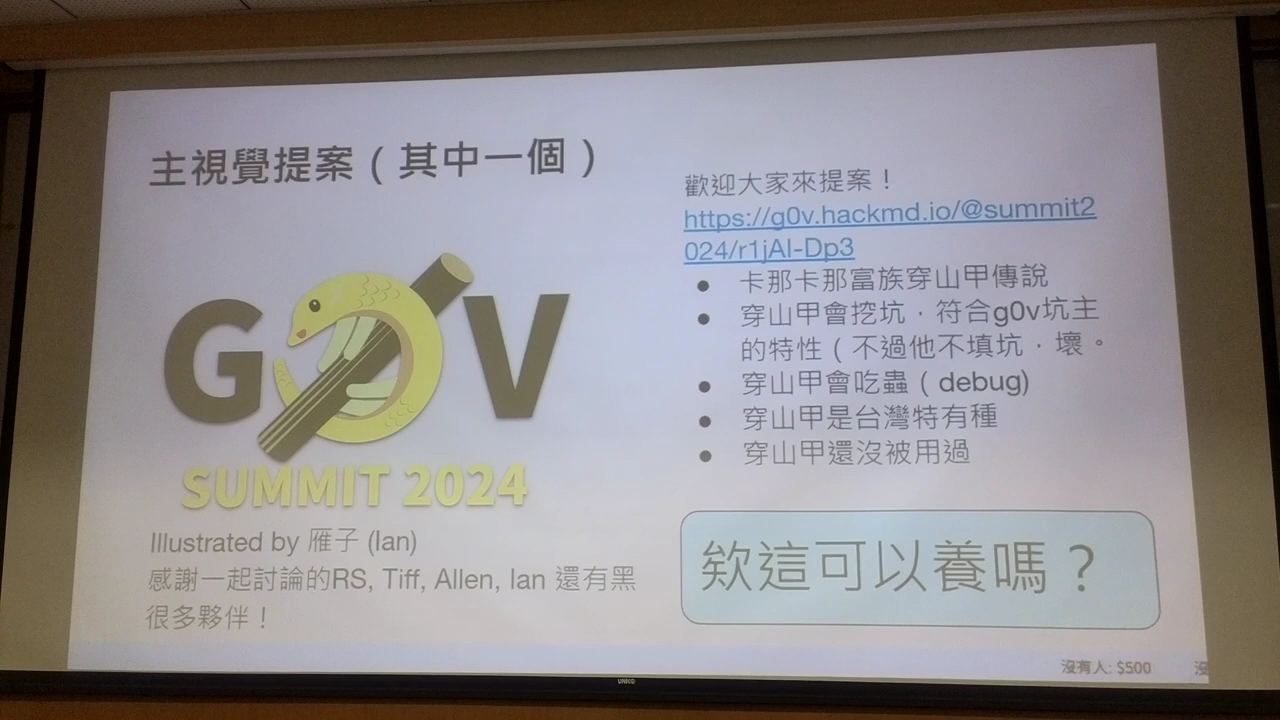 主視覺提案（其中一個）
G0V
SUMMIT 2024
Illustrated by 雁子 (Ian)
感謝一起討論的RS, Tiff, Allen, Ian 還有黑
很多夥伴！
歡迎大家來提案！
https://g0v.hackmd.io/@summit2
024/r1jAI-Dp3
● 卡那卡那富族穿山甲傳說
● 穿山甲會挖坑，符合g0v坑主
的特性（不過他不填坑，壞。
● 穿山甲會吃蟲（debug)
● 穿山甲是台灣特有種
● 穿山甲還沒被用過
欸這可以養嗎？
沒有人: $500
沒